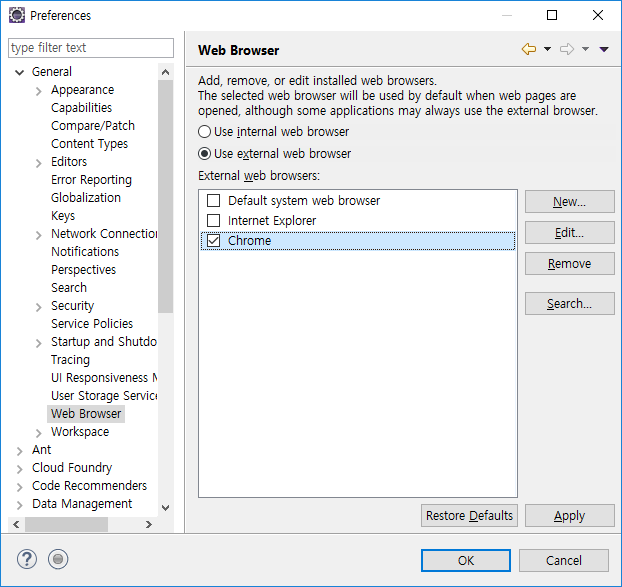 Preferences
type filter text
General
Appearance
Capabilities
Compare/Patch
Content Types
Editors
Error Reporting
Globalization
Keys
Network Connection
Notifications
Perspectives
Search
Security
Service Policies
Startup and Shutdo
Tracing
UI Responsiveness M
User Storage Service
Web Browser
Workspace
Ant
Cloud Foundry
Code Recommenders
Data Management
Web Browser
Add, remove, or edit installed web browsers.
The selected web browser will be used by default when web pages are
opened, although some applications may always use the external browser.
Use internal web browser
Use external web browser
External web browsers:
Default system web browser
Internet Explorer
Chrome
New...
Edit...
Remove
Search...
Restore Defaults
Apply
?
OK
Cancel